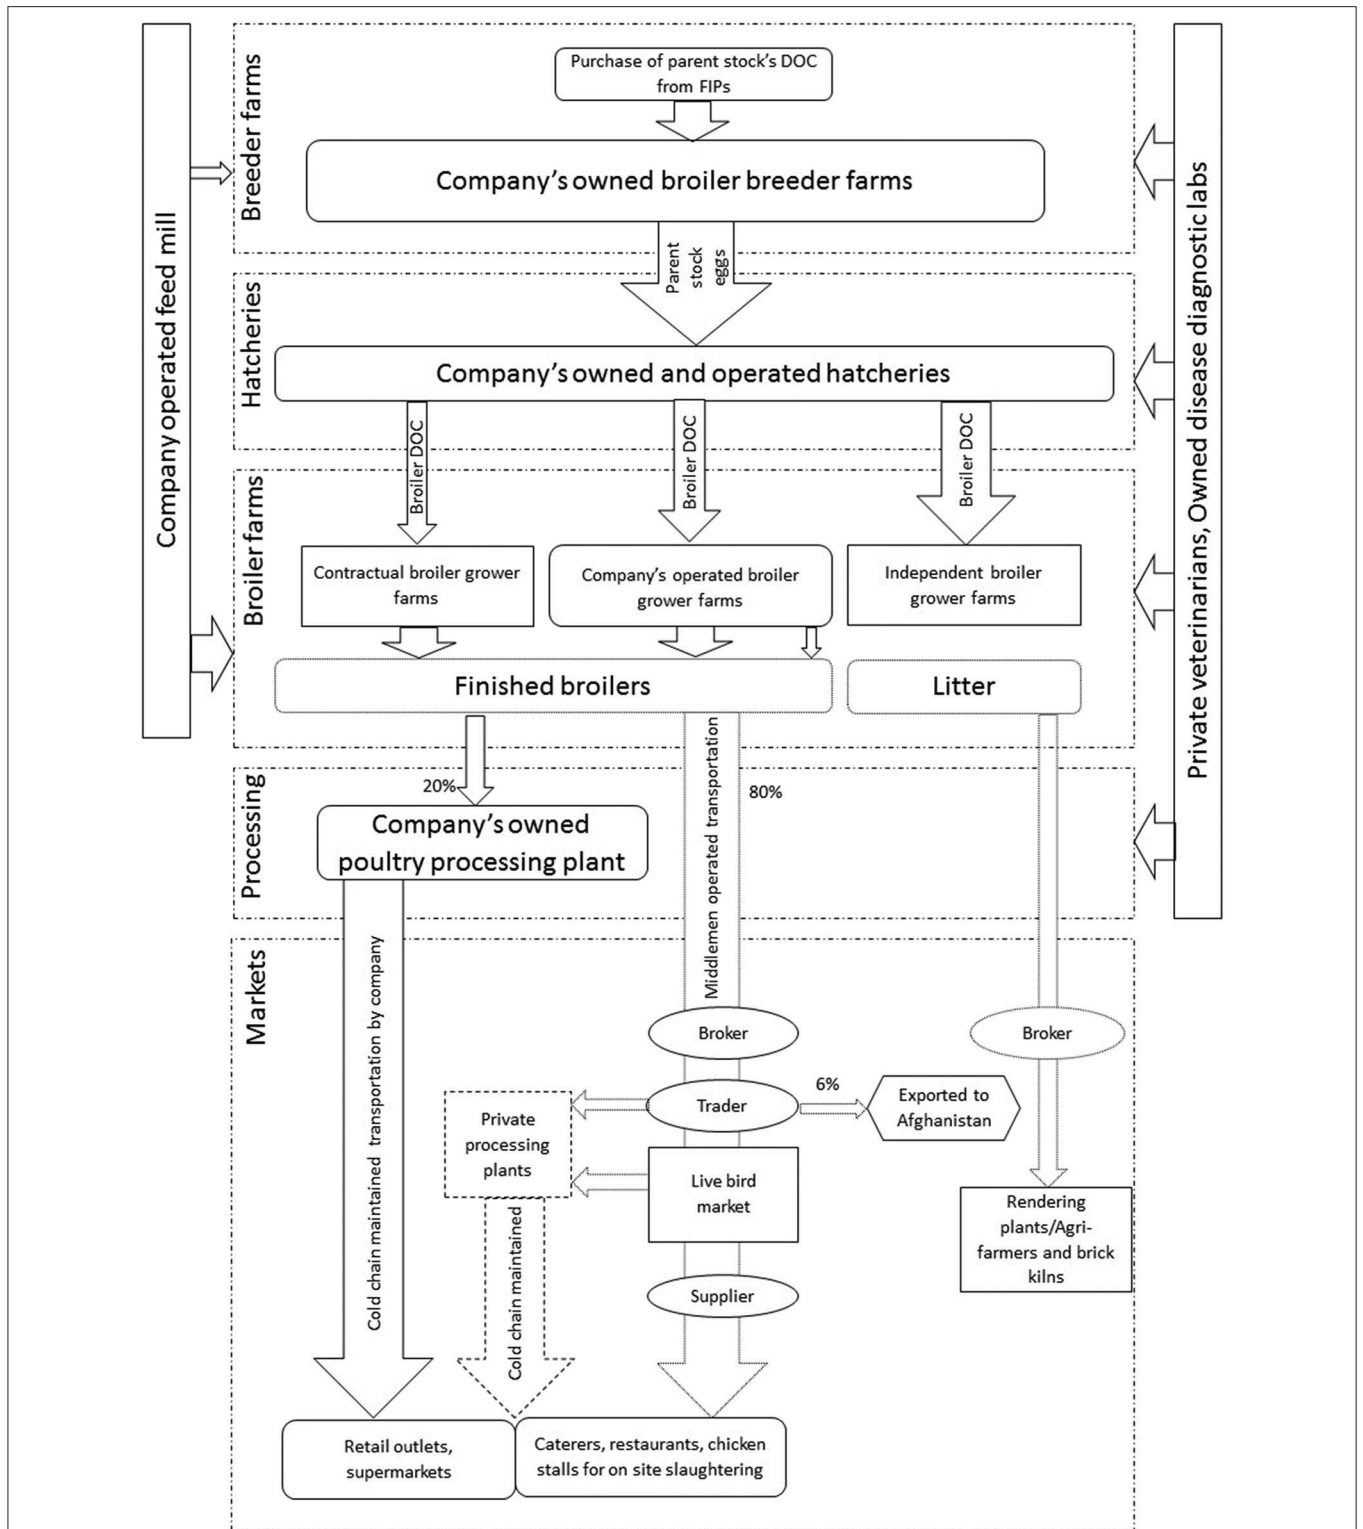 Company operated feed mill
Breeder farms
Purchase of parent stock's DOC
from FIPs
Company's owned broiler breeder farms
Parent
stock
eggs
Private veterinarians, Owned disease diagnostic labs
Hatcheries
Company's owned and operated hatcheries
Broiler DOC
Broiler DOC
Broiler DOC
Broiler farms
Contractual broiler grower
farms
Company's operated broiler
grower farms
Independent broiler
grower farms
Finished broilers
Litter
Processing
20%
Middlemen operated transportation
80%
Company's owned
poultry processing plant
Markets
Cold chain maintained transportation by company
Broker
Broker
Trader
6%
Exported to
Afghanistan
Private
processing
plants
Live bird
market
Rendering
plants/Agri-
farmers and brick
kilns
Cold chain maintained
Supplier
Retail outlets,
supermarkets
Caterers, restaurants, chicken
stalls for on site slaughtering